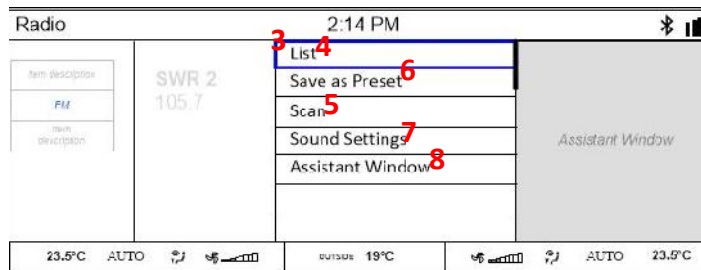 Radio 2:14 PM
3 List 4
Item description SWR 2 Save as Preset 6
FM 105.7 Scan 5
Item description Sound Settings 7 Assistant Window
Assistant Window 8
23.5°C AUTO OUTSIDE 19°C AUTO 23.5°C